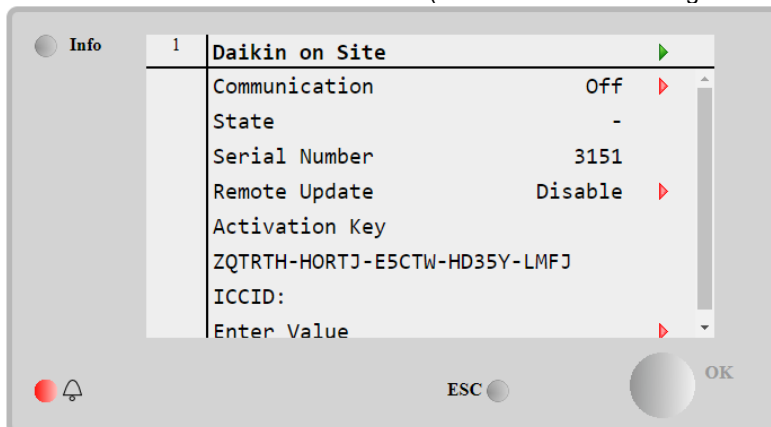 Info
1
Daikin on Site
Communication Off
State -
Serial Number 3151
Remote Update Disable
Activation Key
ZQTRTH-HORTJ-E5CTW-HD35Y-LMFJ
ICCID:
Enter Value
ESC
OK